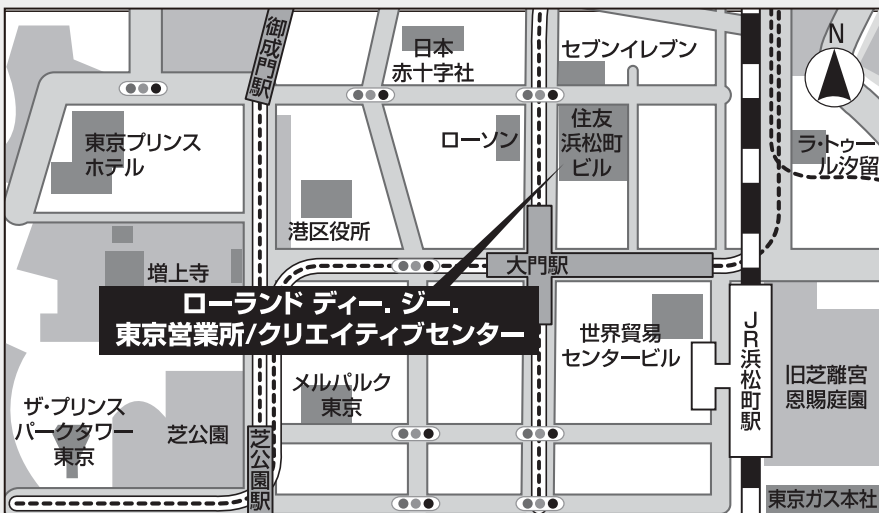 御成門駅
日本
赤十字社
セブンイレブン
N
東京プリンス
ホテル
ローソン
住友
浜松町
ビル
ラ・トゥー
ル汐留
港区役所
増上寺
大門駅
ローランド ディー. ジー.
東京営業所/クリエイティブセンター
世界貿易
センタービル
JR浜松町駅
旧芝離宮
恩賜庭園
メルパルク
東京
ザ・プリンス
パークタワー
東京
芝公園
芝公園駅
東京ガス本社